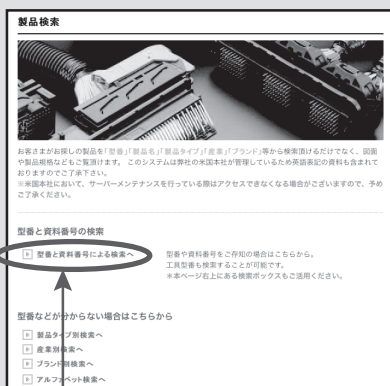 製品検索
お客さまがお探しの製品を「型番」「製品名」「製品タイプ」「産業」「ブランド」等から検索頂けるだけでなく、図面
や製品規格などもご覧頂けます。 このシステムは弊社の米国本社が管理しているため英語表記の資料も含まれて
おりますのでご了承下さい。
※米国本社において、サーバーメンテナンスを行っている際はアクセスできなくなる場合がございますので、予め
ご了承ください。
型番と資料番号の検索
型番と資料番号による検索へ
型番や資料番号をご存知の場合はこちらから。
工具型番も検索することが可能です。
＊本ページ右上にある検索ボックスもご活用ください。
型番などが分からない場合はこちらから
製品タイプ別検索へ
産業別検索へ
ブランド別検索へ
アルファベット検索へ